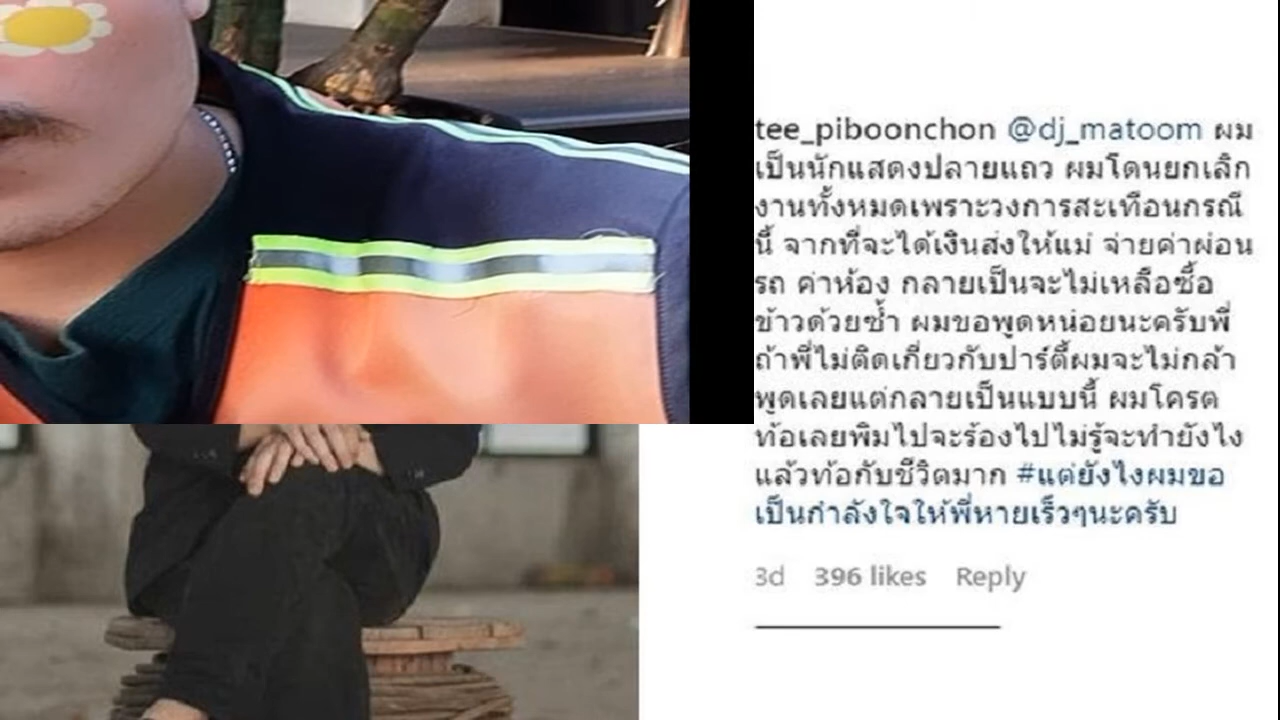 tee_piboonchon @dj_matoom ผม
เป็นนักแสดงปลายแถว ผมโดนยกเลิก
งานทั้งหมดเพราะวงการสะเทือนกรณี
นี้ จากที่จะได้เงินส่งให้แม่ จ่ายค่าผ่อน
รถ ค่าห้อง กลายเป็นจะไม่เหลือซื้อ
ข้าวด้วยซ้ำ ผมขอพูดหน่อยนะครับพี่
ถ้าพี่ไม่ติดเกี่ยวกับปาร์ตี้ผมจะไม่กล้า
พูดเลยแต่กลายเป็นแบบนี้ ผมโครต
ท้อเลยพิมไปจะร้องไปไม่รู้จะทำยังไง
แล้วท้อกับชีวิตมาก #แต่ยังไงผมขอ
เป็นกำลังใจให้พี่หายเร็วๆนะครับ
3d 396 likes Reply